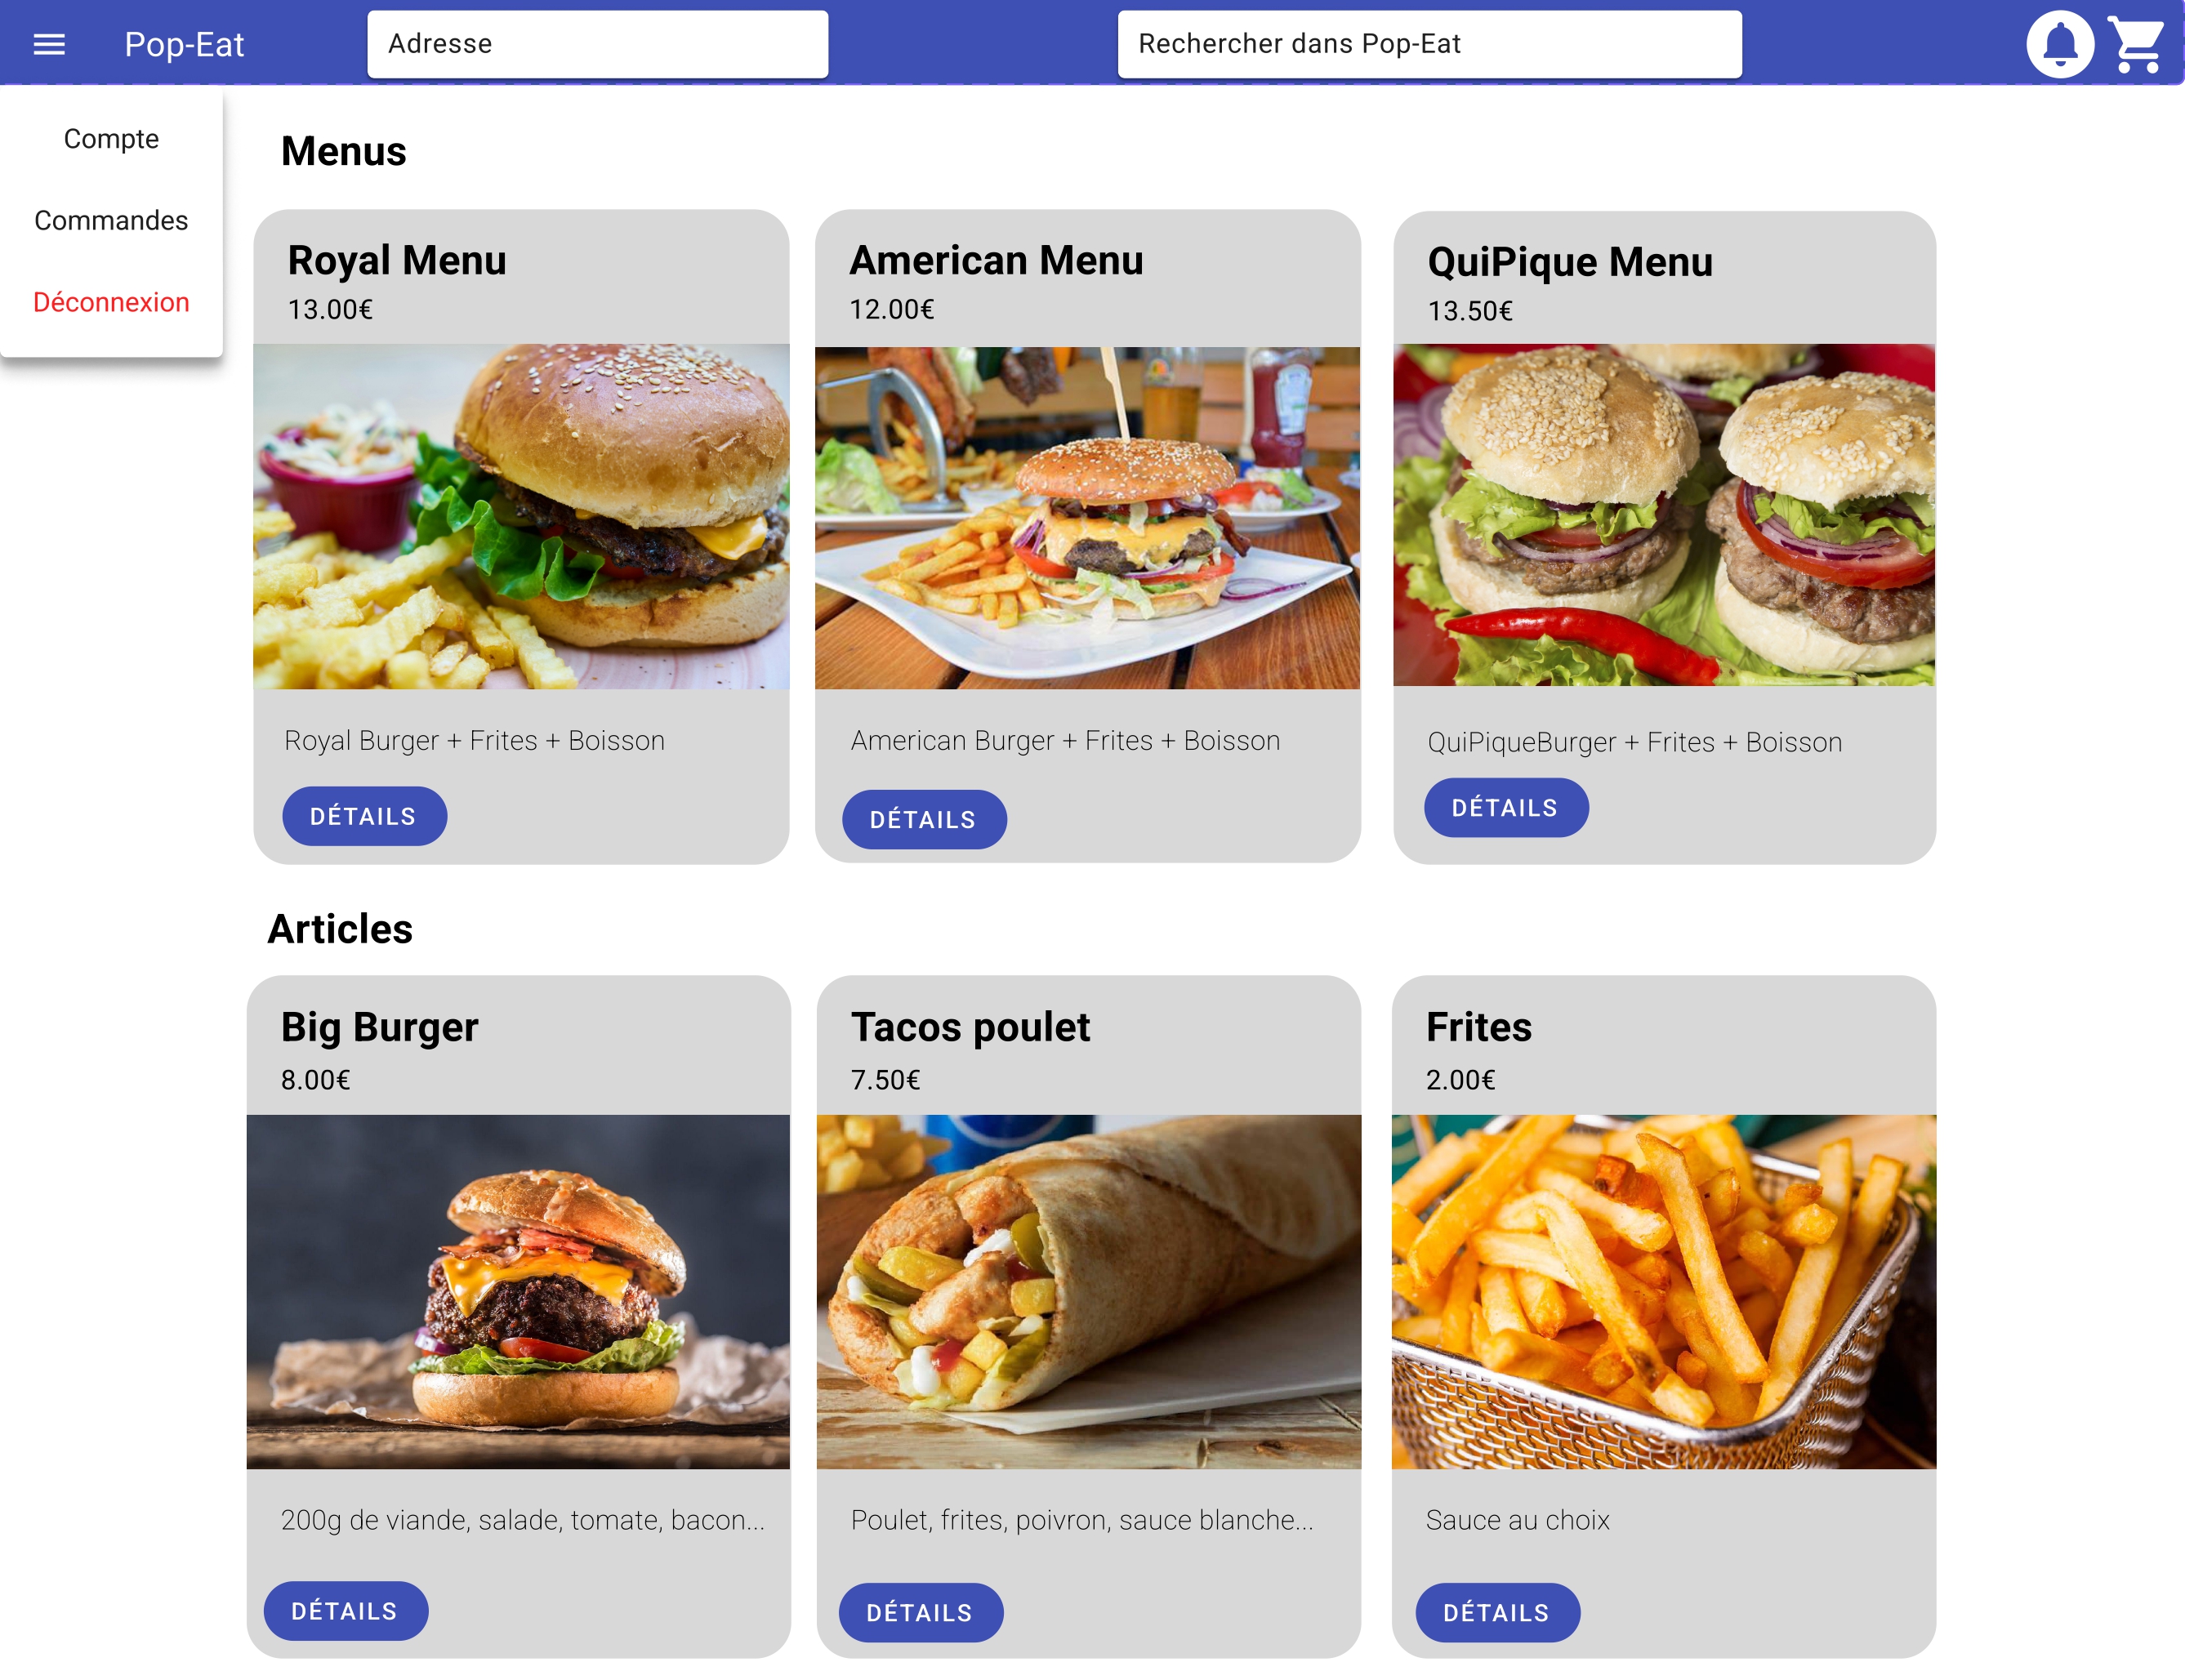 Pop-Eat
Adresse
Rechercher dans Pop-Eat
Compte
Commandes
Déconnexion
Menus
Royal Menu
13.00€
Royal Burger + Frites + Boisson
DÉTAILS
American Menu
12.00€
American Burger + Frites + Boisson
DÉTAILS
QuiPique Menu
13.50€
QuiPiqueBurger + Frites + Boisson
DÉTAILS
Articles
Big Burger
8.00€
200g de viande, salade, tomate, bacon...
DÉTAILS
Tacos poulet
7.50€
Poulet, frites, poivron, sauce blanche...
DÉTAILS
Frites
2.00€
Sauce au choix
DÉTAILS